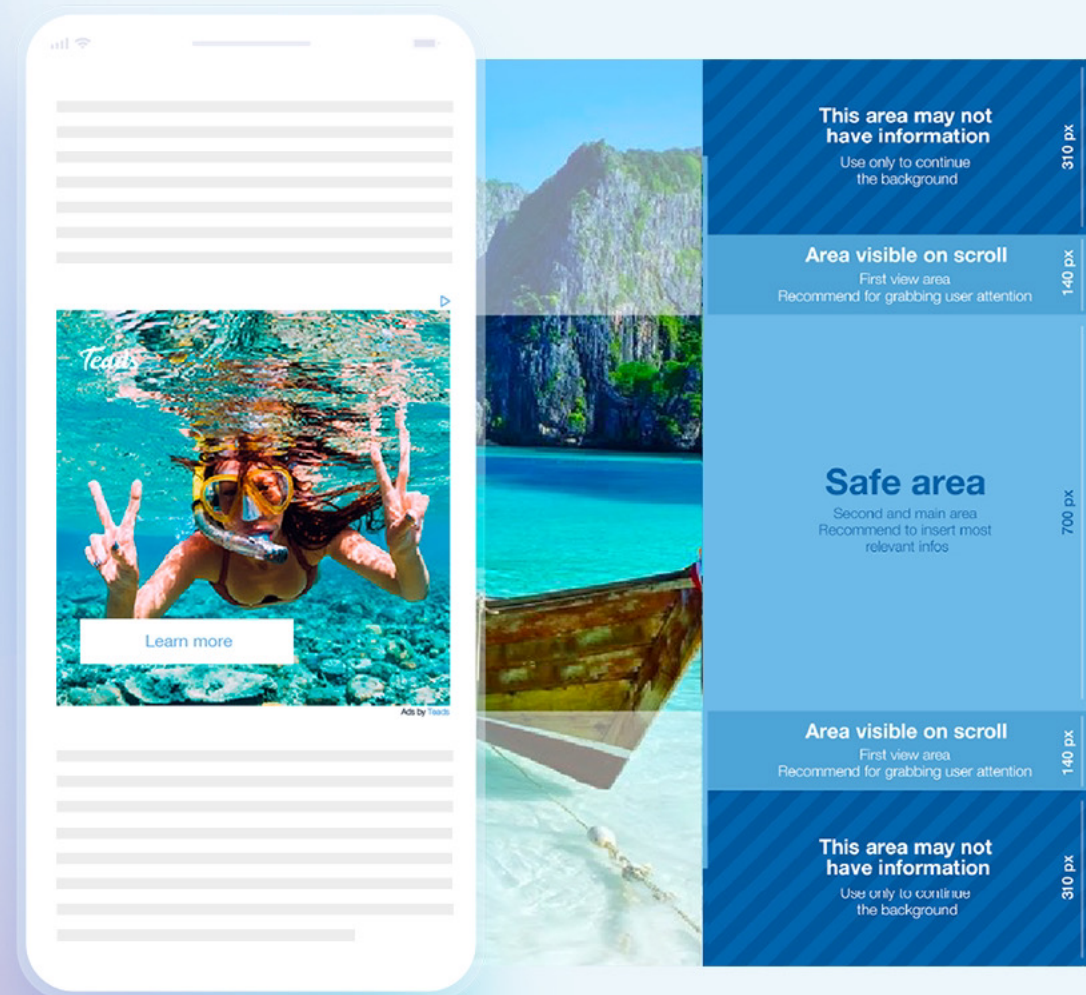 Teads
Learn more
Ads by Teads
This area may not
have information
Use only to continue
the background
310 px
Area visible on scroll
First view area
Recommend for grabbing user attention
140 px
Safe area
Second and main area
Recommend to insert most
relevant infos
700 px
Area visible on scroll
First view area
Recommend for grabbing user attention
140 px
This area may not
have information
Use only to continue
the background
310 px